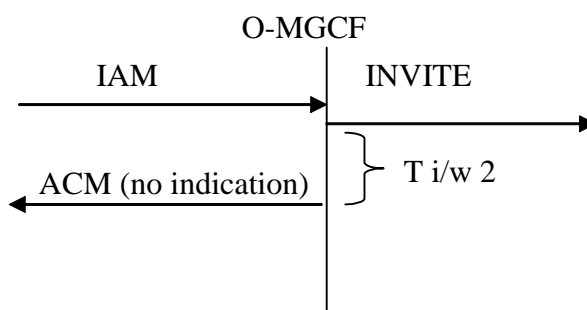 O-MGCF
IAM
INVITE
T i/w 2
ACM (no indication)